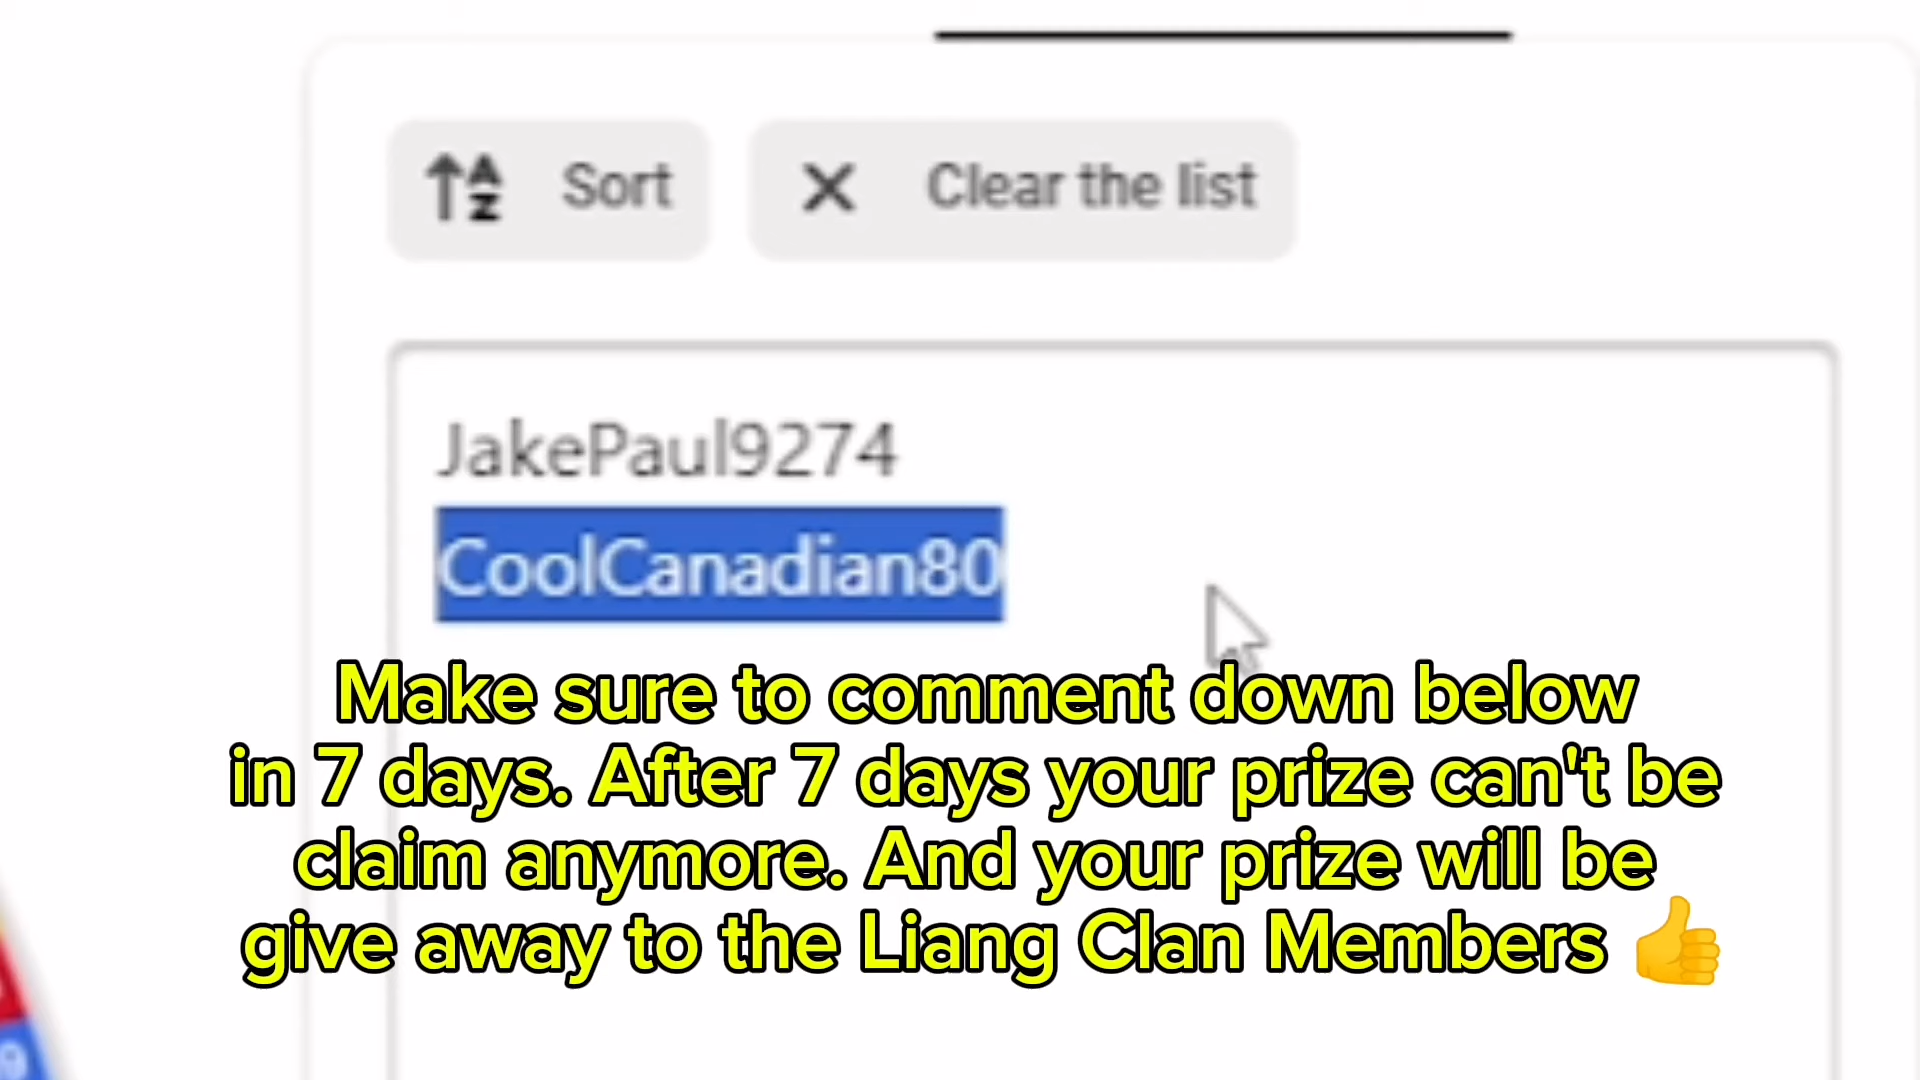 Sort
Clear the list
JakePaul9274
CoolCanadian80
Make sure to comment down below
in 7 days. After 7 days your prize can't be
claim anymore. And your prize will be
give away to the Liang Clan Members 👍
9